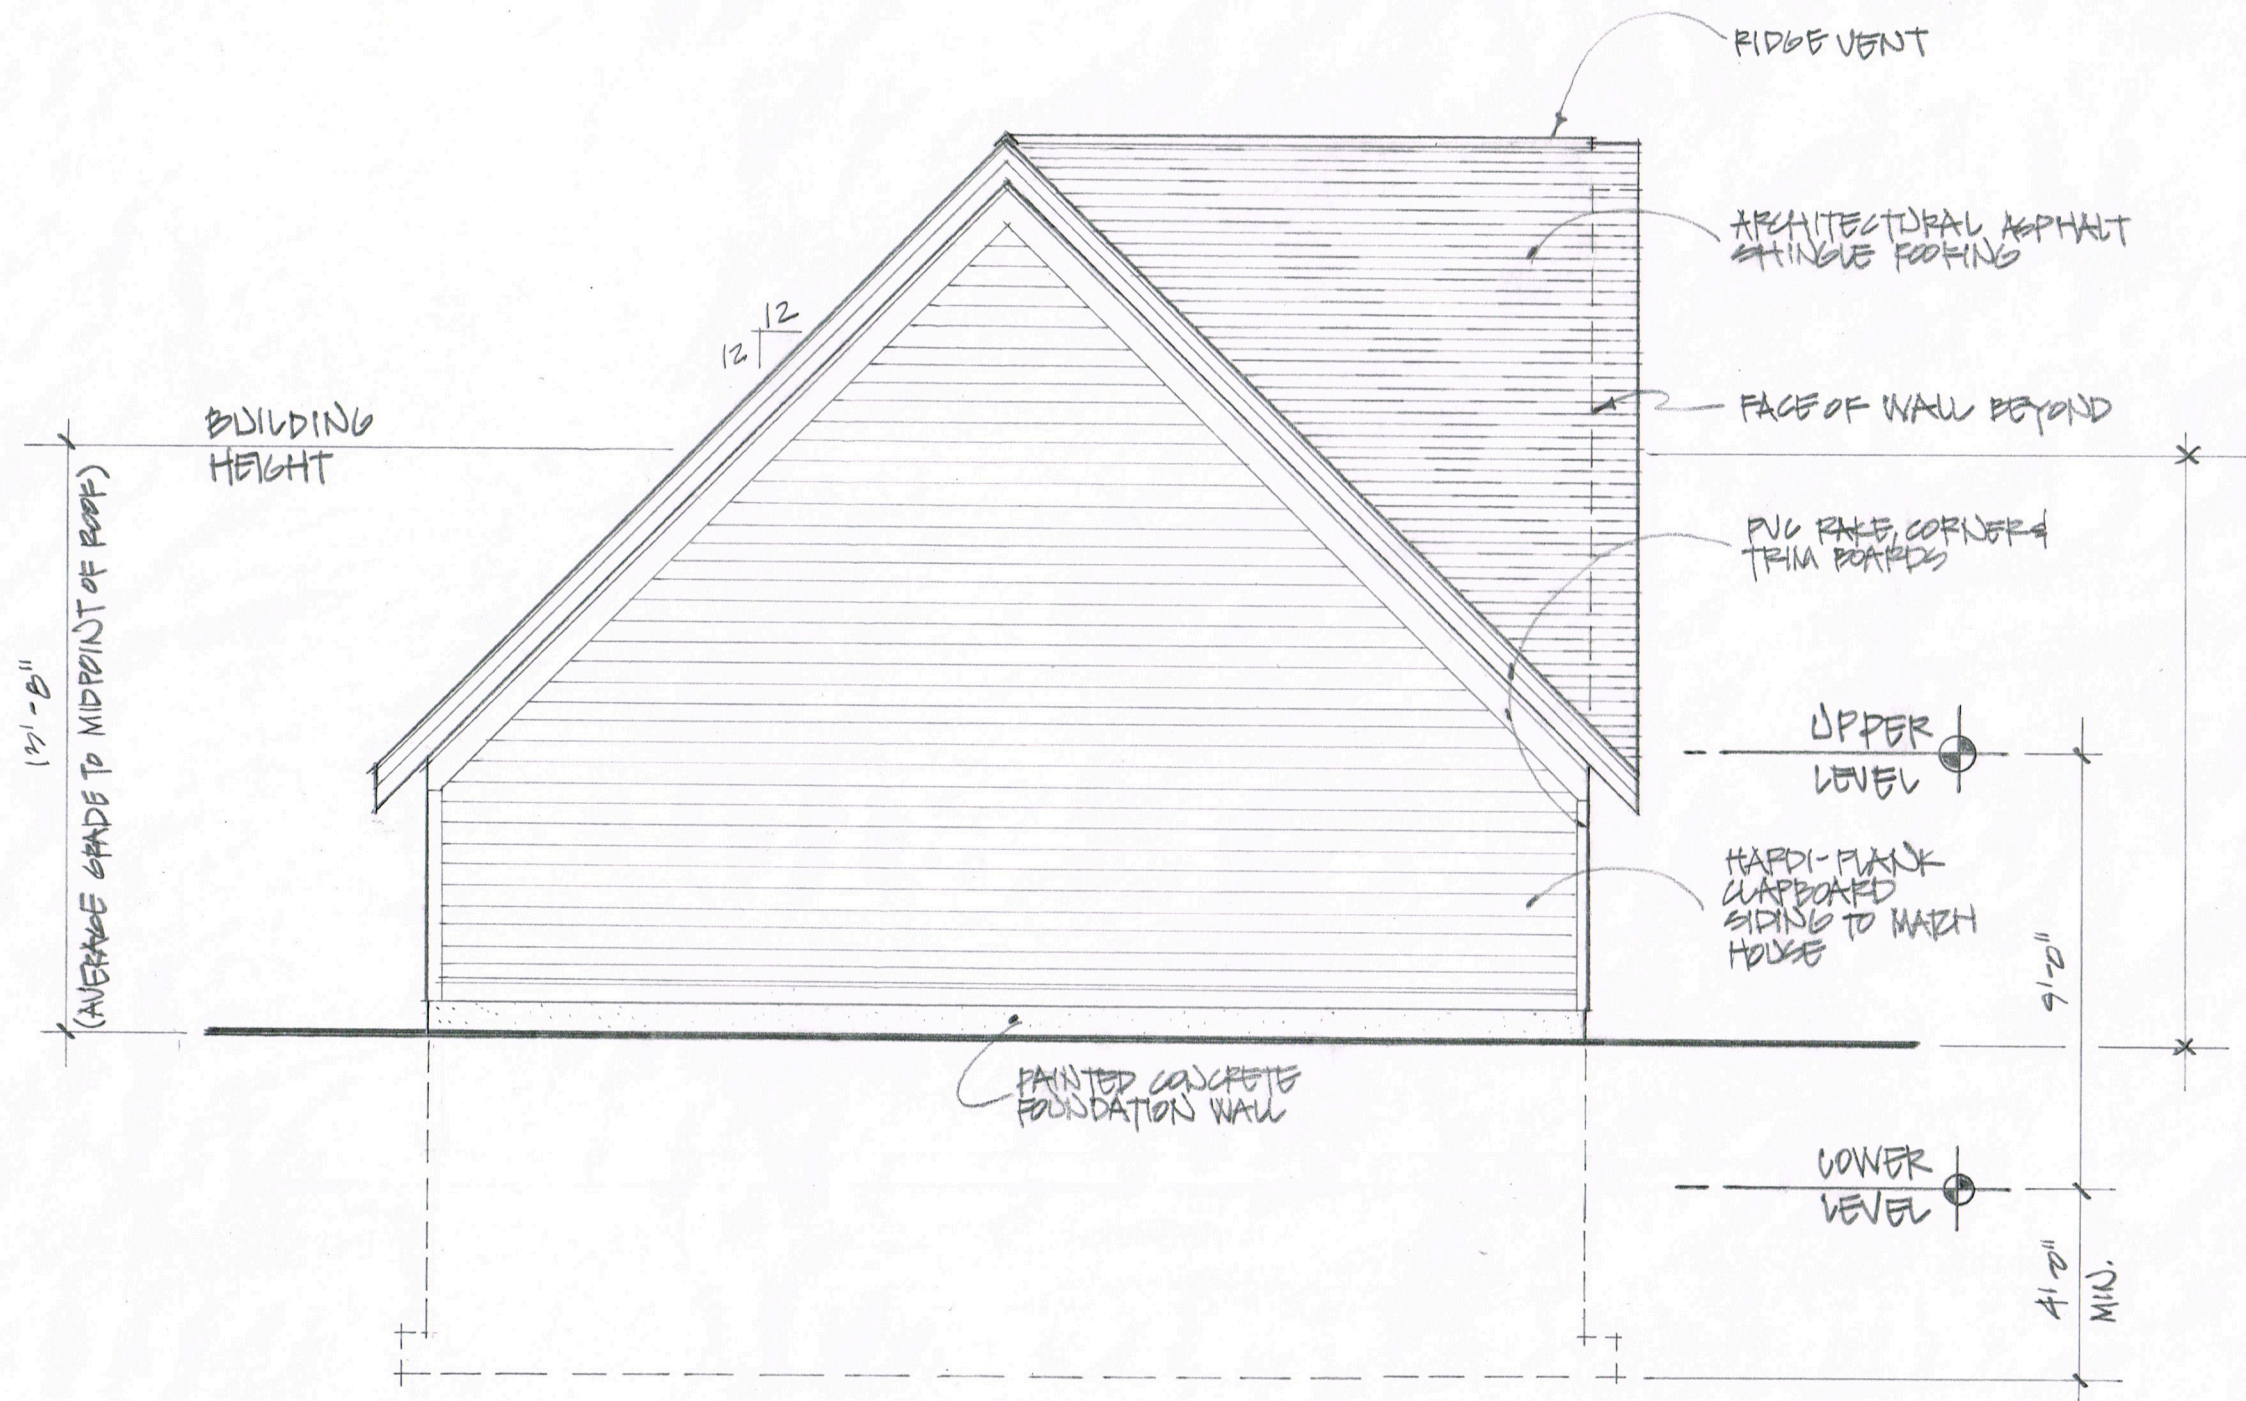 RIDGE VENT
ARCHITECTURAL ASPHALT
SHINGLE ROOFING
12
12
FACE OF WALL BEYOND
BUILDING
HEIGHT
PVC RAKE, CORNER &
TRIM BOARDS
13'-8"
(AVERAGE GRADE TO MIDPOINT OF ROOF)
UPPER
LEVEL
HARDI-PLANK
CLAPBOARD
SIDING TO MATCH
HOUSE
9'-0"
PAINTED CONCRETE
FOUNDATION WALL
LOWER
LEVEL
4'-0"
MIN.